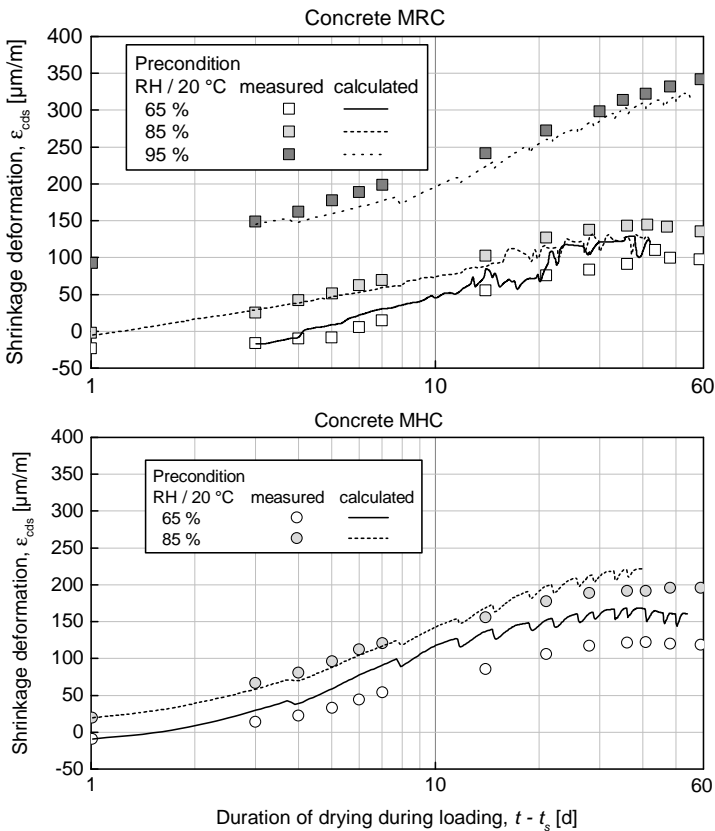 Concrete MRC
Shrinkage deformation, εcds [µm/m]
400
350
300
250
200
150
100
50
0
-50
Precondition
RH / 20 °C measured calculated
65 %
85 %
95 %
1 10 60
Concrete MHC
Shrinkage deformation, εcds [µm/m]
400
350
300
250
200
150
100
50
0
-50
Precondition
RH / 20 °C measured calculated
65 %
85 %
1 10 60
Duration of drying during loading, t - ts [d]